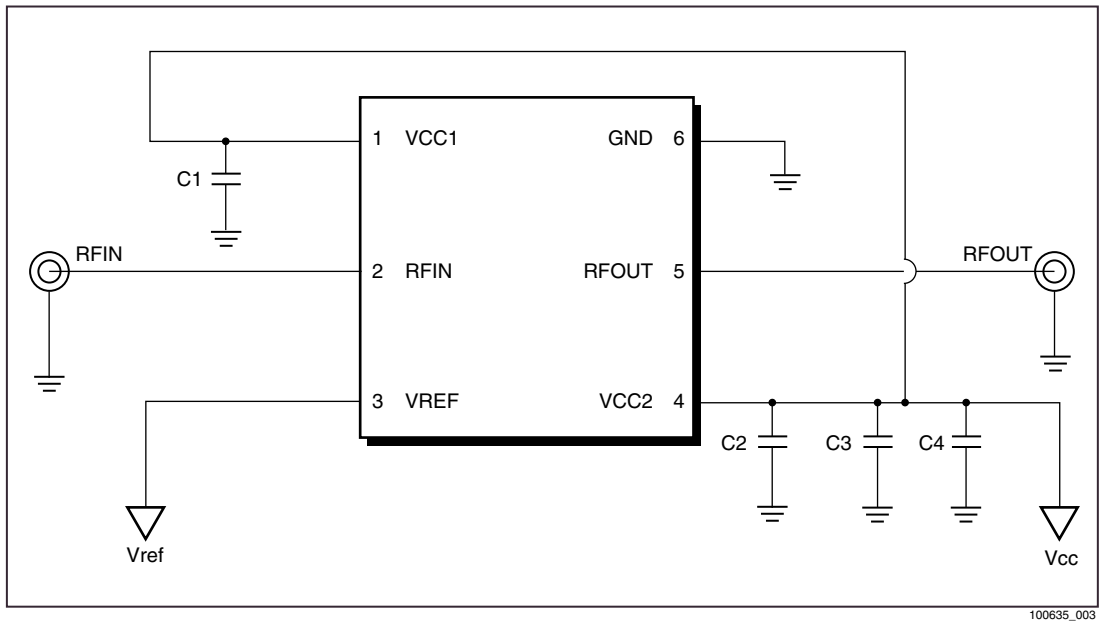 1 VCC1
GND 6
C1
RFIN
2 RFIN
RFOUT 5
RFOUT
3 VREF
VCC2 4
C2
C3
C4
Vref
Vcc
100635_003